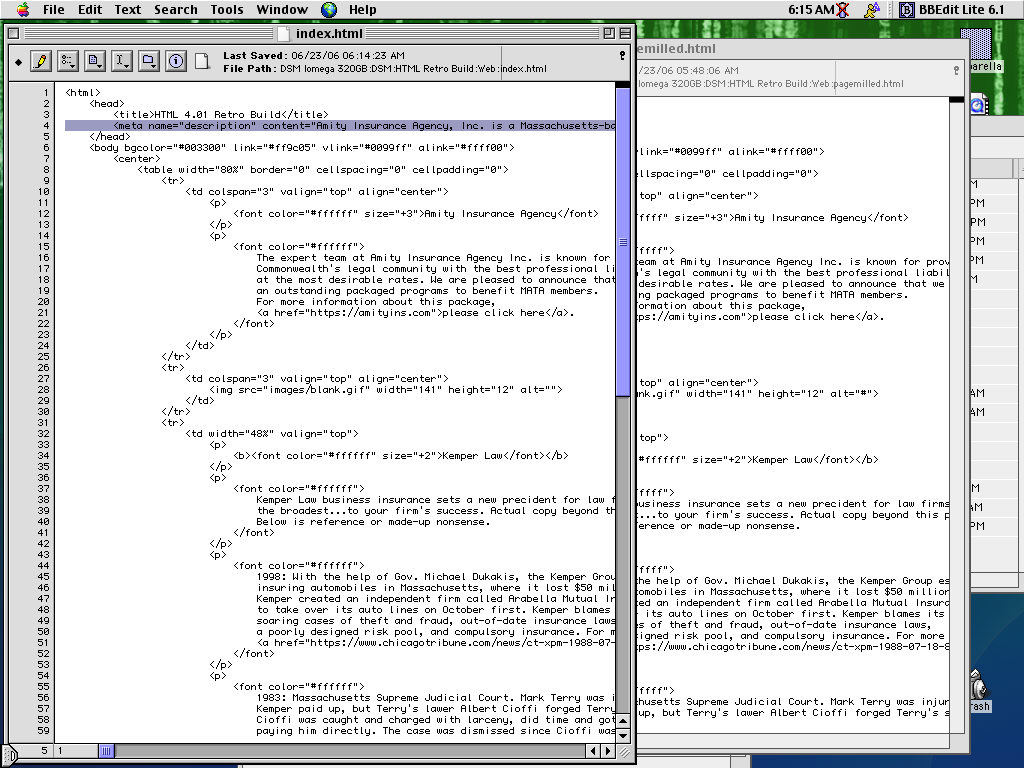 File Edit Text Search Tools Window Help 6:15 AM BBEdit Lite 6.1
index.html
Last Saved: 06/23/06 06:14:23 AM
File Path: DSM Iomega 320GB:DSM:HTML Retro Build:Web:index.html
1 <html>
2 <head>
3 <title>HTML 4.01 Retro Build</title>
4 <meta name="description" content="Amity Insurance Agency, Inc. is a Massachusetts-ba
5 </head>
6 <body bgcolor="#003300" link="#ff9c05" vlink="#0099ff" alink="#ffff00">
7 <center>
8 <table width="80%" border="0" cellspacing="0" cellpadding="0">
9 <tr>
10 <td colspan="3" valign="top" align="center">
11 <p>
12 <font color="#ffffff" size="+3">Amity Insurance Agency</font>
13 </p>
14 <p>
15 <font color="#ffffff">
16 The expert team at Amity Insurance Agency Inc. is known for
17 Commonwealth's legal community with the best professional li
18 at the most desirable rates. We are pleased to announce that
19 an outstanding packaged programs to benefit MATA members.
20 For more information about this package,
21 <a href="https://amityins.com">please click here</a>.
22 </font>
23 </p>
24 </td>
25 </tr>
26 <tr>
27 <td colspan="3" valign="top" align="center">
28 <img src="images/blank.gif" width="141" height="12" alt="">
29 </td>
30 </tr>
31 <tr>
32 <td width="48%" valign="top">
33 <p>
34 <b><font color="#ffffff" size="+2">Kemper Law</font></b>
35 </p>
36 <p>
37 <font color="#ffffff">
38 Kemper Law business insurance sets a new precident for law f
39 the broadest...to your firm's success. Actual copy beyond th
40 Below is reference or made-up nonsense.
41 </font>
42 </p>
43 <p>
44 <font color="#ffffff">
45 1998: With the help of Gov. Michael Dukakis, the Kemper Grou
46 insuring automobiles in Massachusetts, where it lost $50 mil
47 Kemper created an independent firm called Arabella Mutual In
48 to take over its auto lines on October first. Kemper blames
49 soaring cases of theft and fraud, out-of-date insurance laws
50 a poorly designed risk pool, and compulsory insurance. For m
51 <a href="https://www.chicagotribune.com/news/ct-xpm-1988-07-
52 </font>
53 </p>
54 <p>
55 <font color="#ffffff">
56 1983: Massachusetts Supreme Judicial Court. Mark Terry was i
57 Kemper paid up, but Terry's lawer Albert Cioffi forged Terry
58 Cioffi was caught and charged with larceny, did time and got
59 paying him directly. The case was dismissed since Cioffi was
5 1
emilled.html
/23/06 05:48:06 AM
Iomega 320GB:DSM:HTML Retro Build:Web:pagemilled.html
link="#0099ff" alink="#ffff00">
llspacing="0" cellpadding="0">
top" align="center">
ffff" size="+3">Amity Insurance Agency</font>
fffff">
team at Amity Insurance Agency Inc. is known for prov
's legal community with the best professional liabil
desirable rates. We are pleased to announce that we
ng packaged programs to benefit MATA members.
formation about this package,
ps://amityins.com">please click here</a>.
top" align="center">
nk.gif" width="141" height="12" alt="#">
top">
#ffffff" size="+2">Kemper Law</font></b>
fffff">
usiness insurance sets a new precident for law firms
t...to your firm's success. Actual copy beyond this p
ference or made-up nonsense.
fffff">
the help of Gov. Michael Dukakis, the Kemper Group es
tomobiles in Massachusetts, where it lost $50 million
ed an independent firm called Arabella Mutual Insura
r its auto lines on October first. Kemper blames its
s of theft and fraud, out-of-date insurance laws,
igned risk pool, and compulsory insurance. For more
ps://www.chicagotribune.com/news/ct-xpm-1988-07-18-8
fffff">
usetts Supreme Judicial Court. Mark Terry was injur
up, but Terry's lawer Albert Cioffi forged Terry's s
arella
M
PM
PM
PM
PM
M
AM
AM
M
AM
PM
rash